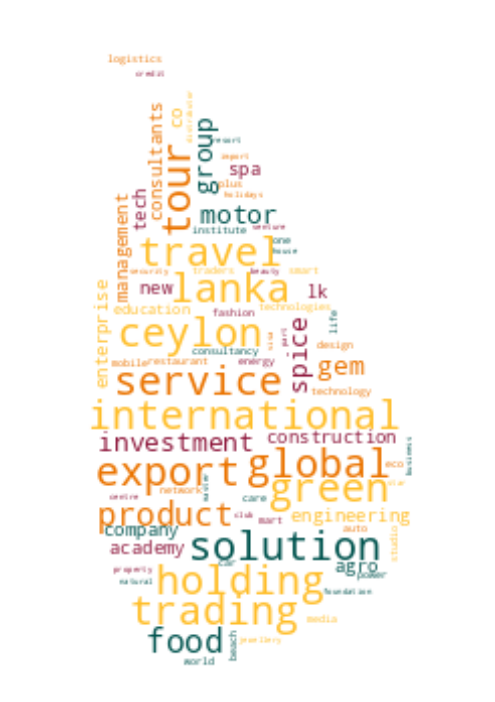 logistics
credit
distributor
consultants
co
group
resort
tour
export
spa
plus
holidays
tech
management
motor
institute
venture
one
house
travel
security
traders
beauty
smart
new
lanka
lk
enterprise
education
fashion
technologies
life
ceylon
spice
consultancy
design
mobile
restaurant
energy
gem
service
technology
international
investment
construction
business
export
global
eco
network
master
green
centre
care
product
club
mart
engineering
company
auto
studio
academy
solution
property
car
agro
power
natural
holding
foundation
trading
media
food
beach
jewellery
world